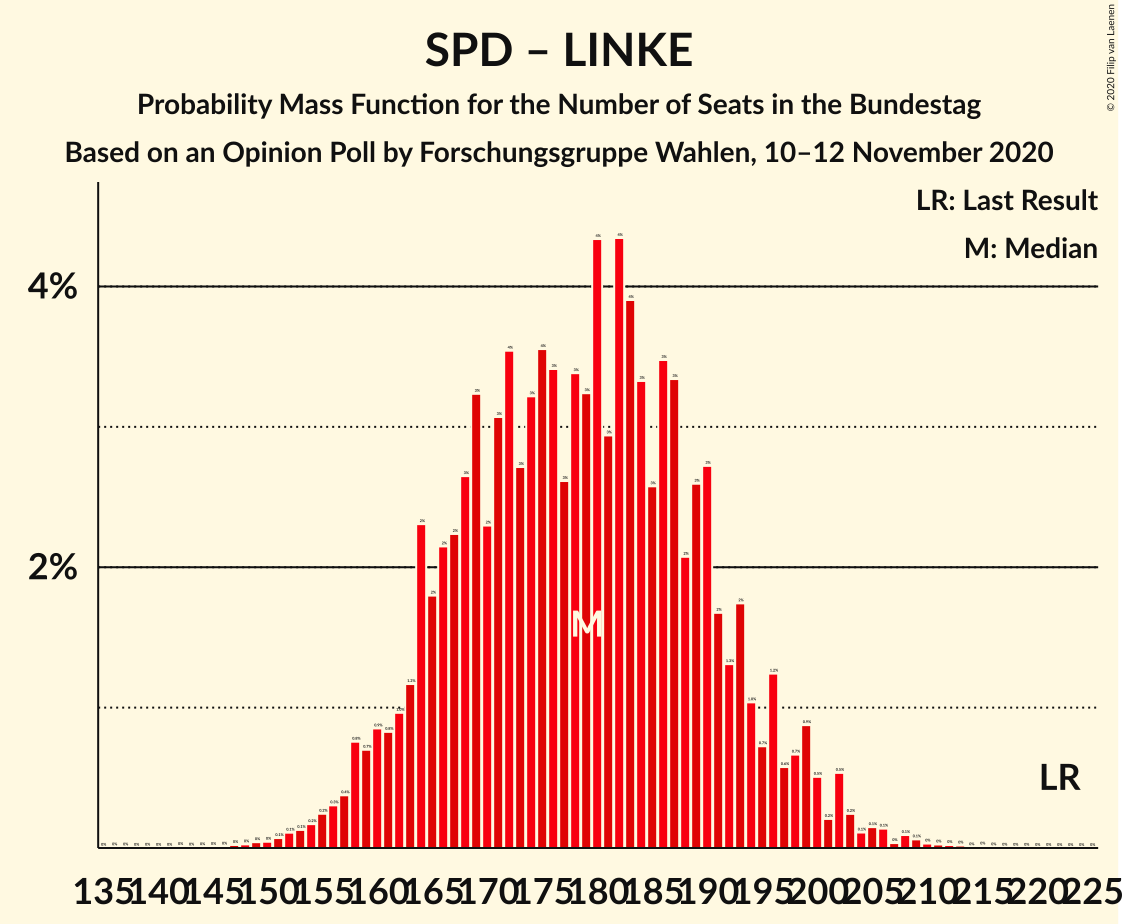 SPD – LINKE
Probability Mass Function for the Number of Seats in the Bundestag
Based on an Opinion Poll by Forschungsgruppe Wahlen, 10–12 November 2020
© 2020 Filip van Laenen
LR: Last Result
M: Median
4%
2%
M
LR
135 140 145 150 155 160 165 170 175 180 185 190 195 200 205 210 215 220 225